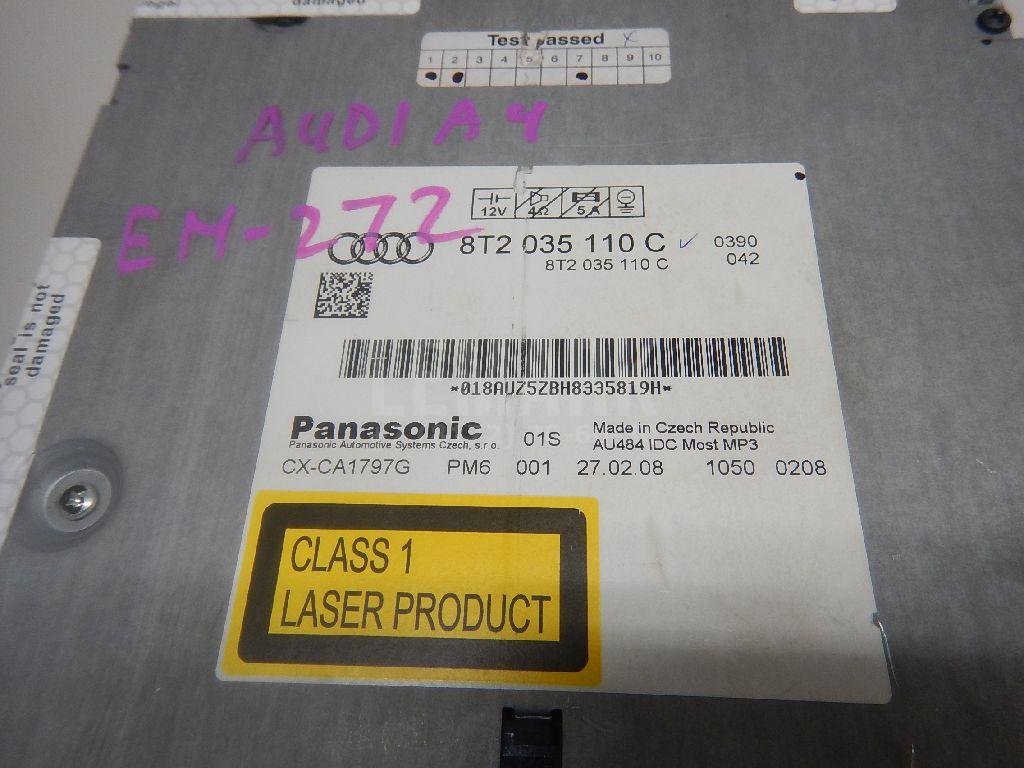 damaged
Test passed x
1 2 3 4 5 6 7 8 9 10
AUDI A4
EM-272
12V 4Ω 5A
8T2 035 110 C ✓ 0390
8T2 035 110 C 042
seal is not
damaged
*018AUZ5ZBH8335819H*
Panasonic 01S Made in Czech Republic
Panasonic Automotive Systems Czech, s.r.o. AU484 IDC Most MP3
CX-CA1797G PM6 001 27.02.08 1050 0208
CLASS 1
LASER PRODUCT